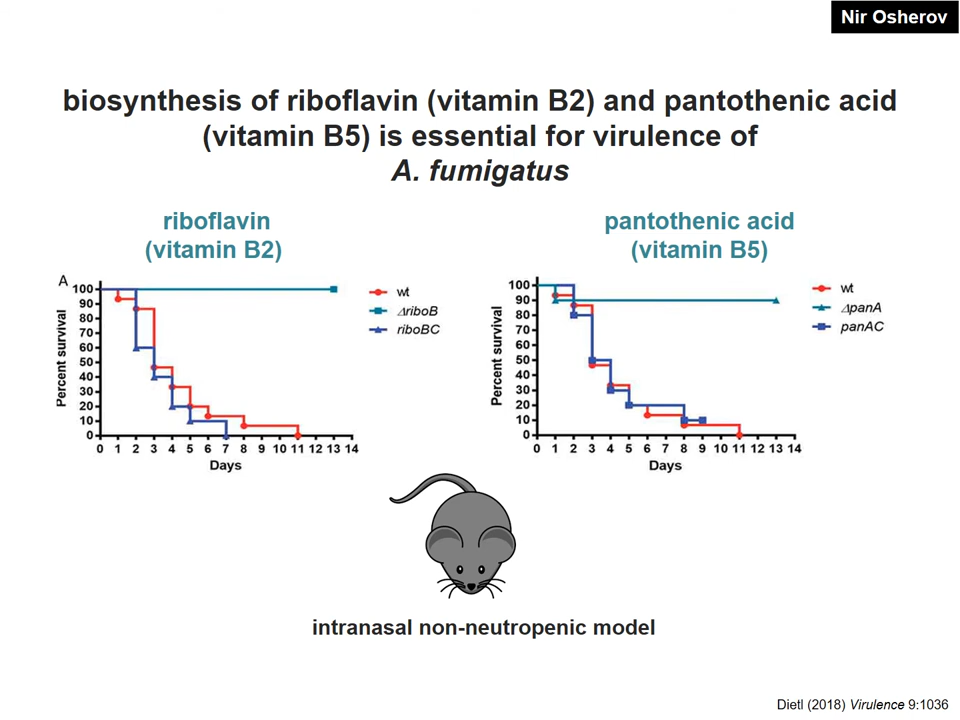 Nir Osherov
biosynthesis of riboflavin (vitamin B2) and pantothenic acid
(vitamin B5) is essential for virulence of
A. fumigatus
riboflavin
(vitamin B2)
A
Percent survival
100
90
80
70
60
50
40
30
20
10
0
0 1 2 3 4 5 6 7 8 9 10 11 12 13 14
Days
wt
ΔriboB
riboBC
pantothenic acid
(vitamin B5)
Percent survival
100
90
80
70
60
50
40
30
20
10
0
0 1 2 3 4 5 6 7 8 9 10 11 12 13 14
Days
wt
ΔpanA
panAC
intranasal non-neutropenic model
Dietl (2018) Virulence 9:1036